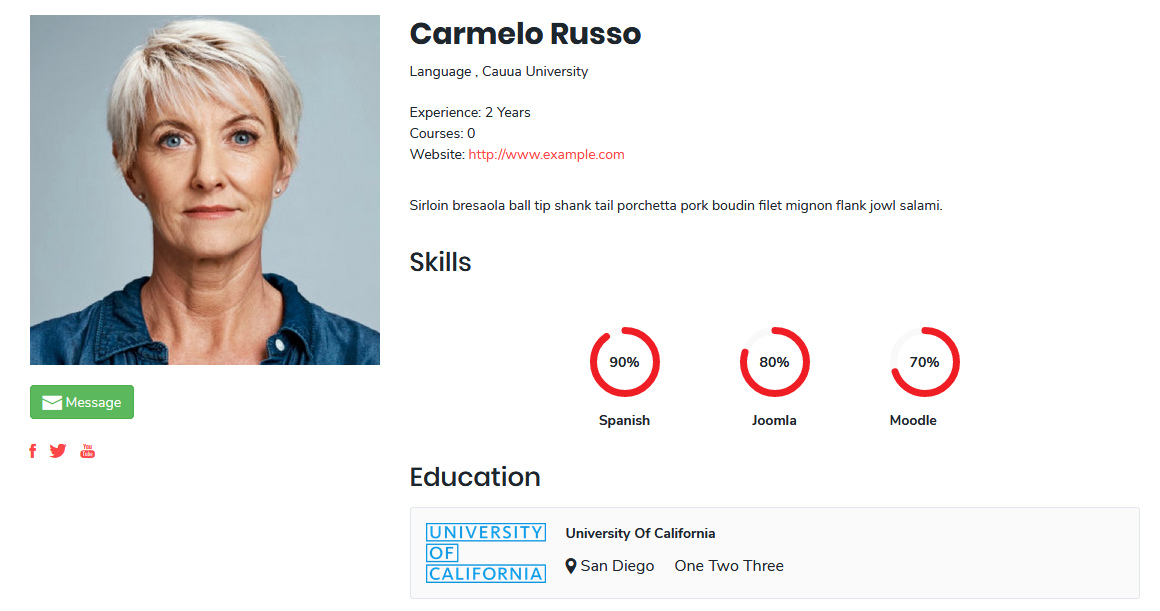 Carmelo Russo
Language , Cauua University
Experience: 2 Years
Courses: 0
Website: http://www.example.com
Sirloin bresaola ball tip shank tail porchetta pork boudin filet mignon flank jowl salami.
Message
You
Tube
Skills
90%
80%
70%
Spanish
Joomla
Moodle
Education
UNIVERSITY
OF
CALIFORNIA
University Of California
San Diego One Two Three